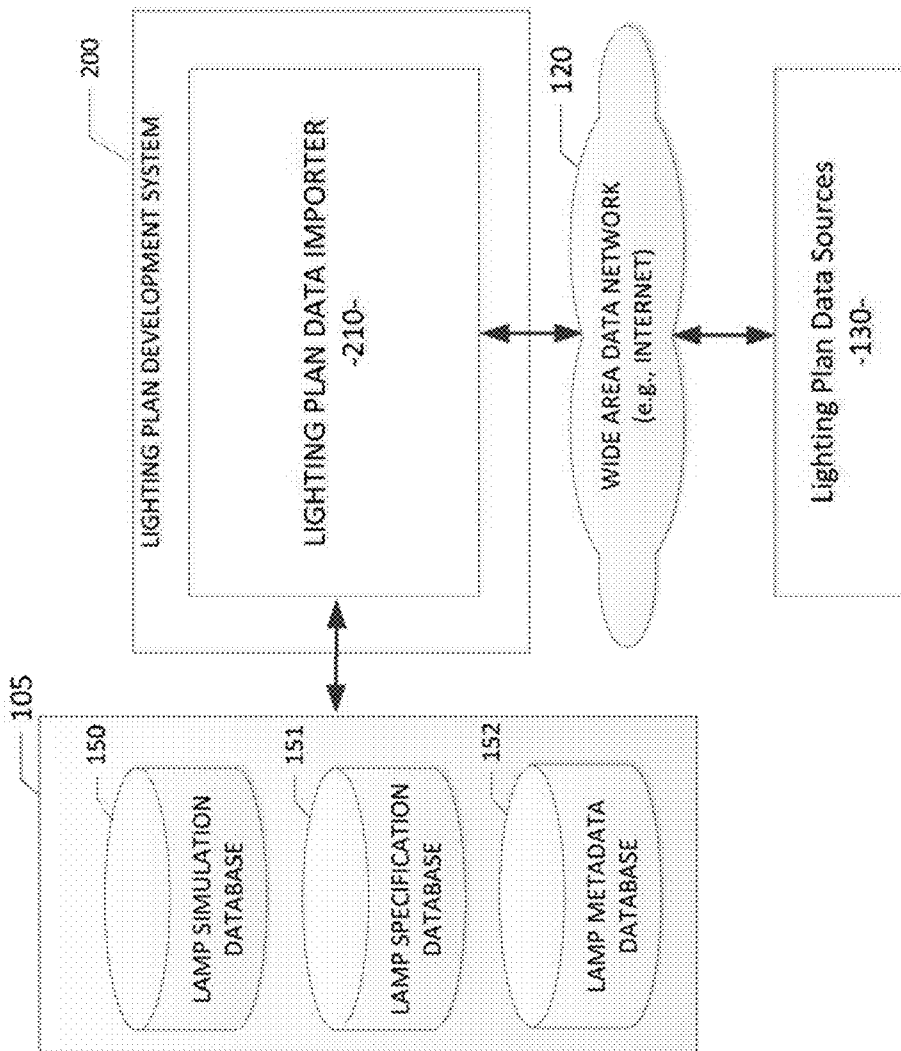 105
150
LAMP SIMULATION
DATABASE
151
LAMP SPECIFICATION
DATABASE
152
LAMP METADATA
DATABASE
200
LIGHTING PLAN DEVELOPMENT SYSTEM
LIGHTING PLAN DATA IMPORTER
-210-
120
WIDE AREA DATA NETWORK
(e.g., INTERNET)
Lighting Plan Data Sources
-130-